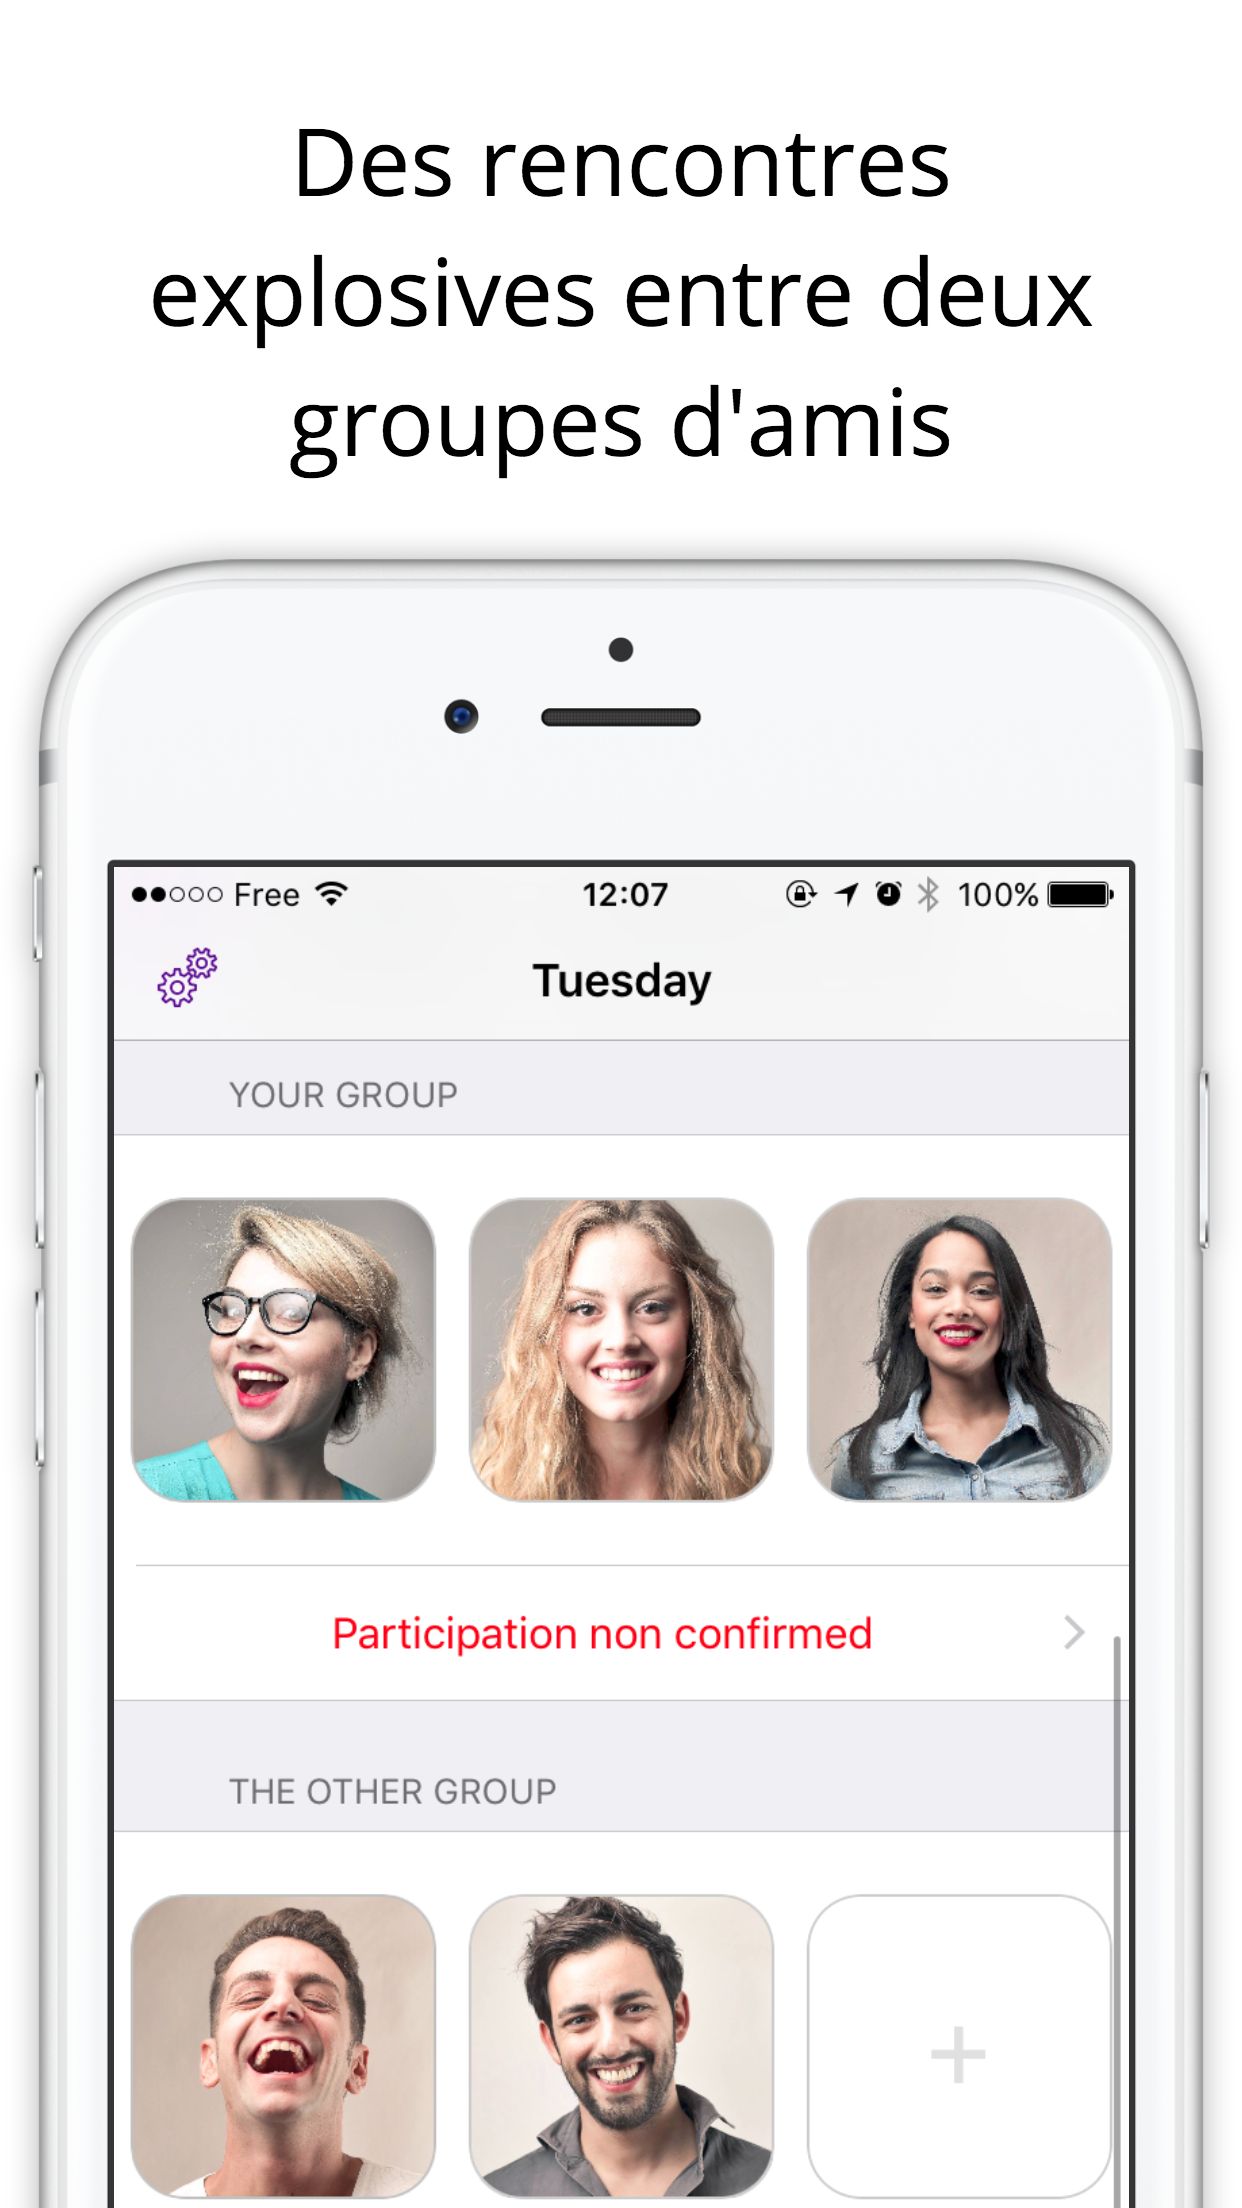 Des rencontres
explosives entre deux
groupes d'amis
Free 12:07 100%
Tuesday
YOUR GROUP
Participation non confirmed
THE OTHER GROUP